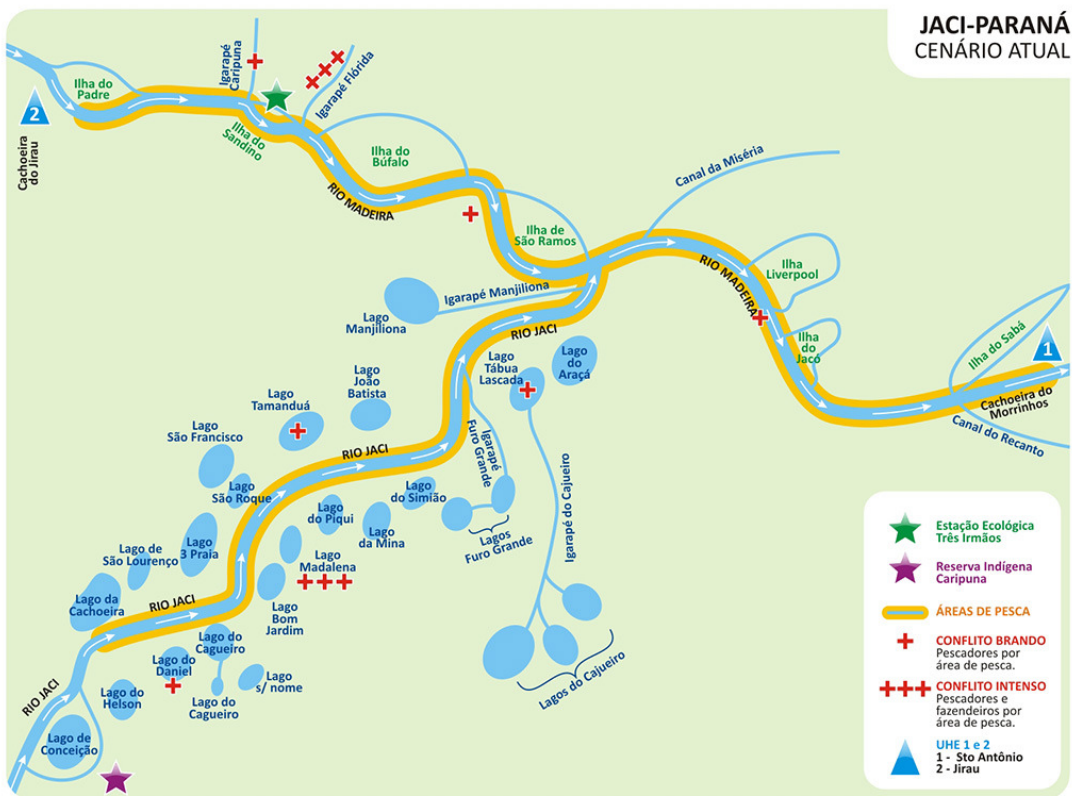 JACI-PARANÁ
CENÁRIO ATUAL
Ilha do
Padre
Igarapé
Caripuna
Igarapé Flórida
2
Cachoeira
do Jirau
Ilha do
Sandino
Ilha do
Búfalo
RIO MADEIRA
Canal da Miséria
Ilha de
São Ramos
Ilha
Liverpool
RIO MADEIRA
Igarapé Manjiliona
Lago
Manjiliona
RIO JACI
Ilha
do
Jacó
Ilha do Sabá
1
Cachoeira do
Morrinhos
Canal do Recanto
Lago
Tábua
Lascada
Lago
do
Araçá
Lago
João
Batista
Lago
Tamanduá
Lago
São Francisco
RIO JACI
Igarapé
Furo Grande
Igarapé do Cajueiro
Lago
São Roque
Lago
do Simião
Lago
do Piqui
Lago
da Mina
Lagos
Furo Grande
Lago
3 Praia
Lago de
São Lourenço
Lago
Madalena
Lago da
Cachoeira
RIO JACI
Lago
Bom
Jardim
Lago do
Cagueiro
Lago do
Daniel
Lago
s/ nome
Lago do
Cagueiro
Lago do
Helson
RIO JACI
Lago de
Conceição
Lagos do Cajueiro
Estação Ecológica
Três Irmãos
Reserva Indígena
Caripuna
ÁREAS DE PESCA
CONFLITO BRANDO
Pescadores por
área de pesca.
CONFLITO INTENSO
Pescadores e
fazendeiros por
área de pesca.
UHE 1 e 2
1 - Sto Antônio
2 - Jirau